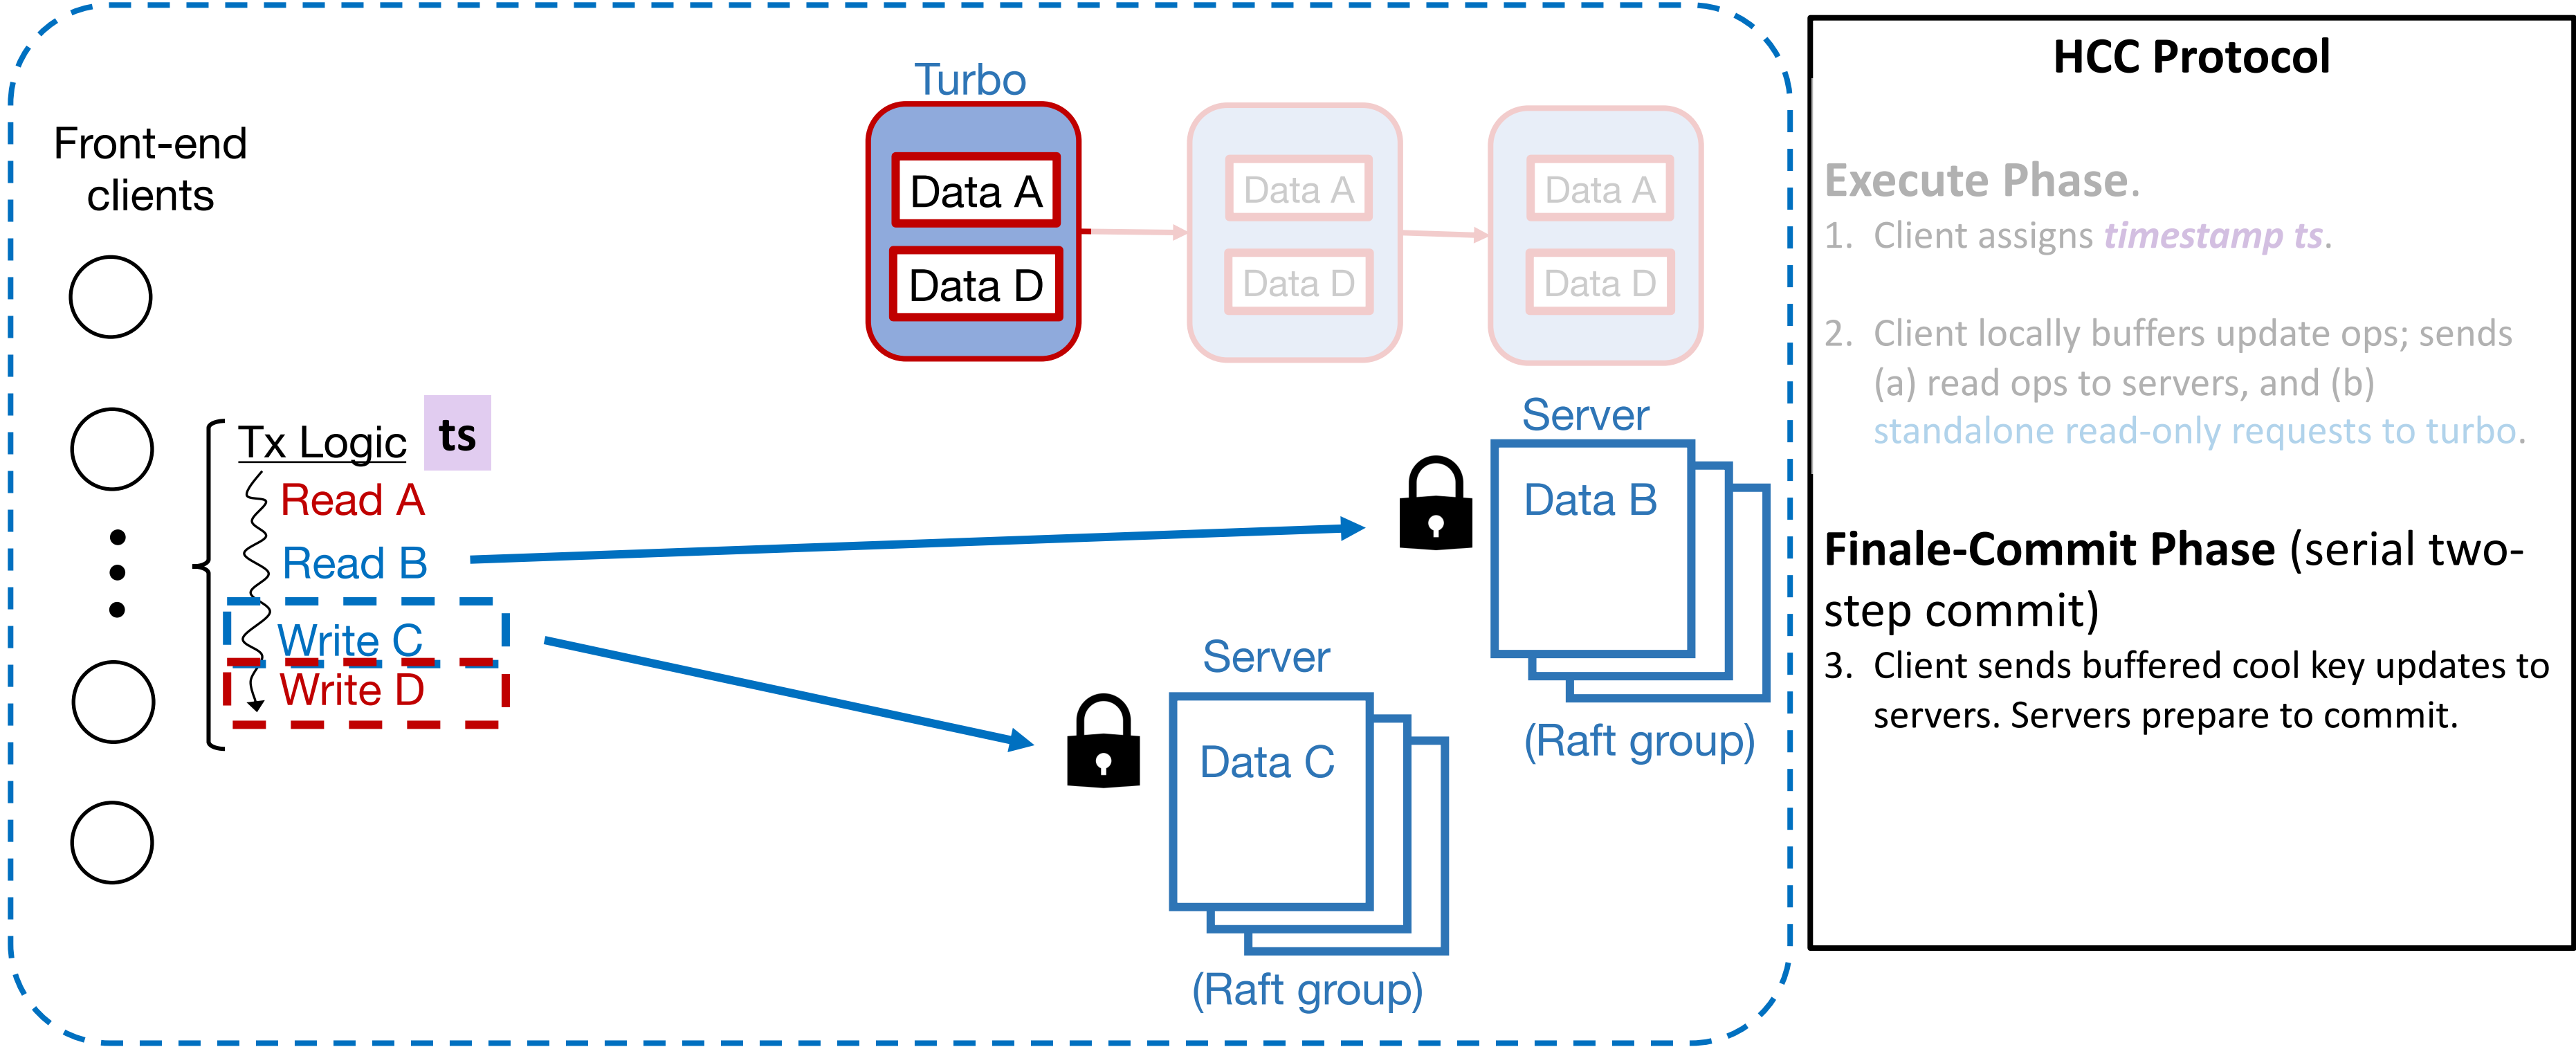 Front-end
clients
Turbo
Data A
Data D
Data A
Data D
Data A
Data D
Tx Logic
ts
Read A
Read B
Write C
Write D
Server
Data B
(Raft group)
Server
Data C
(Raft group)
HCC Protocol
Execute Phase.
1. Client assigns timestamp ts.
2. Client locally buffers update ops; sends
(a) read ops to servers, and (b)
standalone read-only requests to turbo.
Finale-Commit Phase (serial two-
step commit)
3. Client sends buffered cool key updates to
servers. Servers prepare to commit.